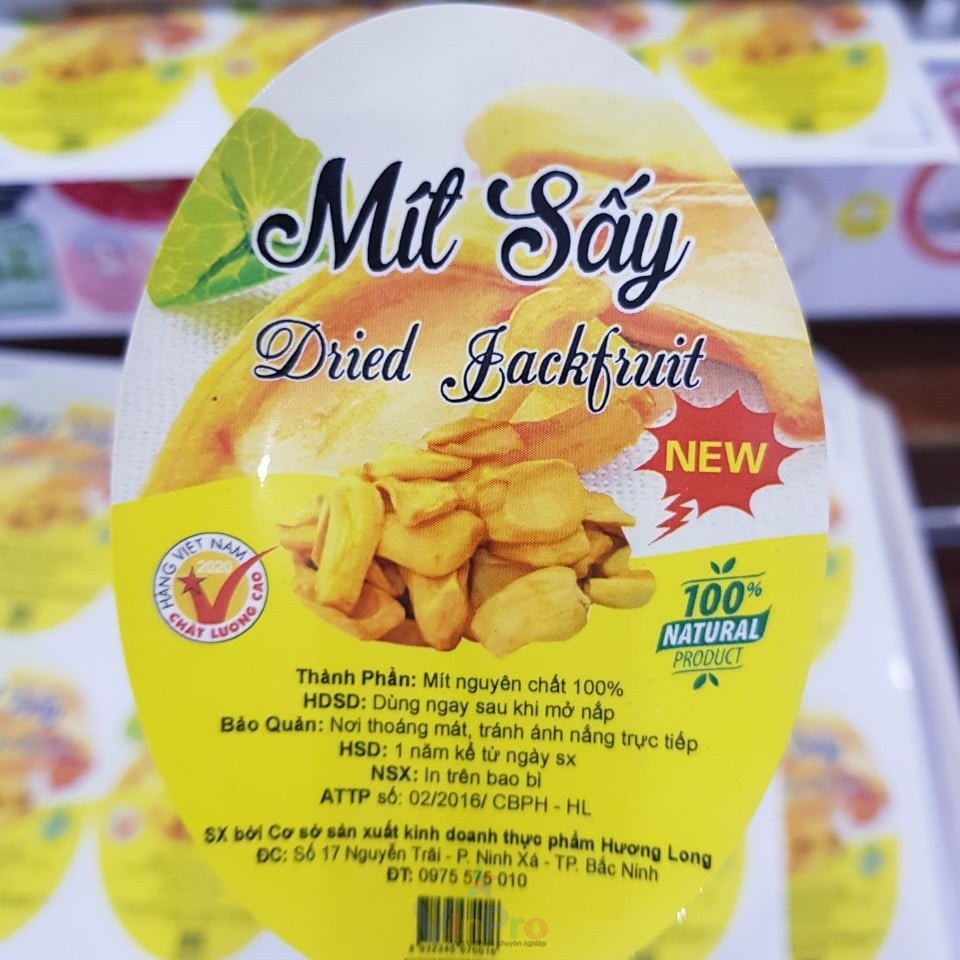 Mít Sấy
Dried Jackfruit
NEW
HÀNG VIỆT NAM
2020
CHẤT LƯỢNG CAO
100%
NATURAL
PRODUCT
Thành Phần: Mít nguyên chất 100%
HDSD: Dùng ngay sau khi mở nắp
Bảo Quản: Nơi thoáng mát, tránh ánh nắng trực tiếp
HSD: 1 năm kể từ ngày sx
NSX: In trên bao bì
ATTP số: 02/2016/ CBPH - HL
SX bởi Cơ sở sản xuất kinh doanh thực phẩm Hương Long
ĐC: Số 17 Nguyễn Trãi - P. Ninh Xá - TP. Bắc Ninh
ĐT: 0975 575 010